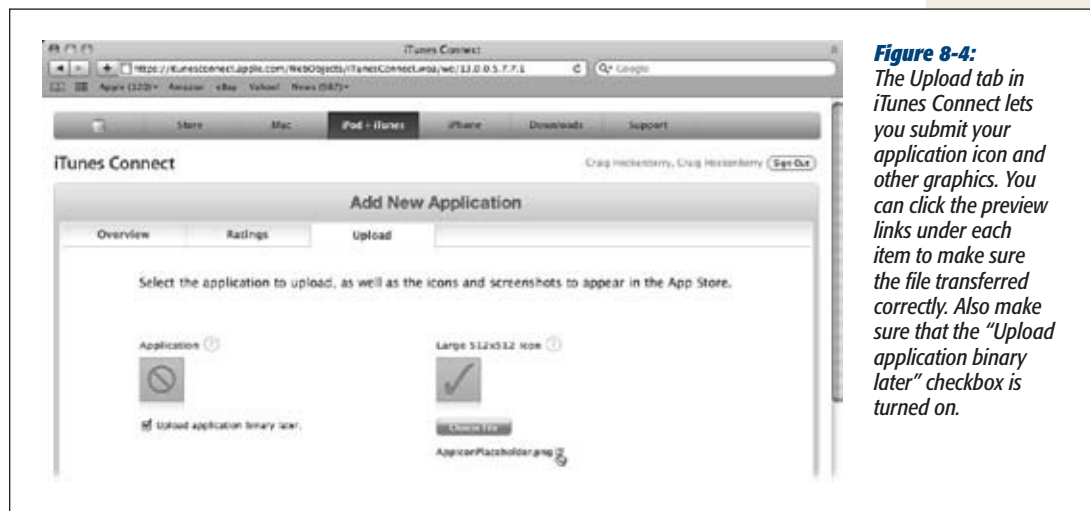 iTunes Connect
https://itunesconnect.apple.com/WebObjects/iTunesConnect.woa/wo/13.0.0.5.7.7.1
Google
Apple (120) Amazon eBay Yahoo! News (587)
Store Mac iPod + iTunes iPhone Downloads Support
iTunes Connect
Craig Hockenberry, Craig Hockenberry Sign Out
Add New Application
Overview Ratings Upload
Select the application to upload, as well as the icons and screenshots to appear in the App Store.
Application ?
Large 512x512 Icon ?
Upload application binary later.
Choose File
AppIconPlaceholder.png
Figure 8-4:
The Upload tab in
iTunes Connect lets
you submit your
application icon and
other graphics. You
can click the preview
links under each
item to make sure
the file transferred
correctly. Also make
sure that the “Upload
application binary
later” checkbox is
turned on.